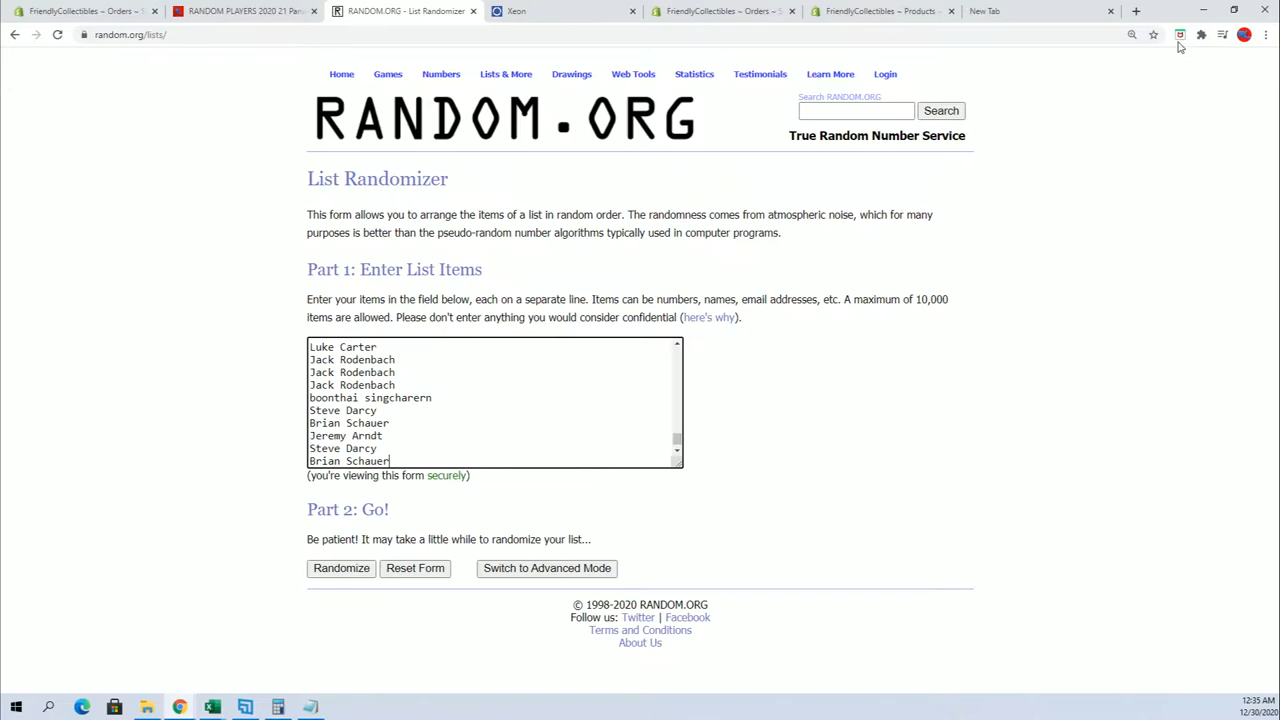 FriendlyCollectibles ~ Orders ~ S
RANDOM PLAYERS 2020 21 Pan
RANDOM.ORG - List Randomizer
Xeon
FriendlyCollectibles ~ Orders ~ S
FriendlyCollectibles ~ Products ~
New Tab
random.org/lists/
Home Games Numbers Lists & More Drawings Web Tools Statistics Testimonials Learn More Login
RANDOM.ORG
Search RANDOM.ORG
Search
True Random Number Service
List Randomizer
This form allows you to arrange the items of a list in random order. The randomness comes from atmospheric noise, which for many
purposes is better than the pseudo-random number algorithms typically used in computer programs.
Part 1: Enter List Items
Enter your items in the field below, each on a separate line. Items can be numbers, names, email addresses, etc. A maximum of 10,000
items are allowed. Please don't enter anything you would consider confidential (here's why).
Luke Carter
Jack Rodenbach
Jack Rodenbach
Jack Rodenbach
boonthai singcharern
Steve Darcy
Brian Schauer
Jeremy Arndt
Steve Darcy
Brian Schauer
(you're viewing this form securely)
Part 2: Go!
Be patient! It may take a little while to randomize your list...
Randomize Reset Form Switch to Advanced Mode
© 1998-2020 RANDOM.ORG
Follow us: Twitter | Facebook
Terms and Conditions
About Us
12:35 AM
12/30/2020